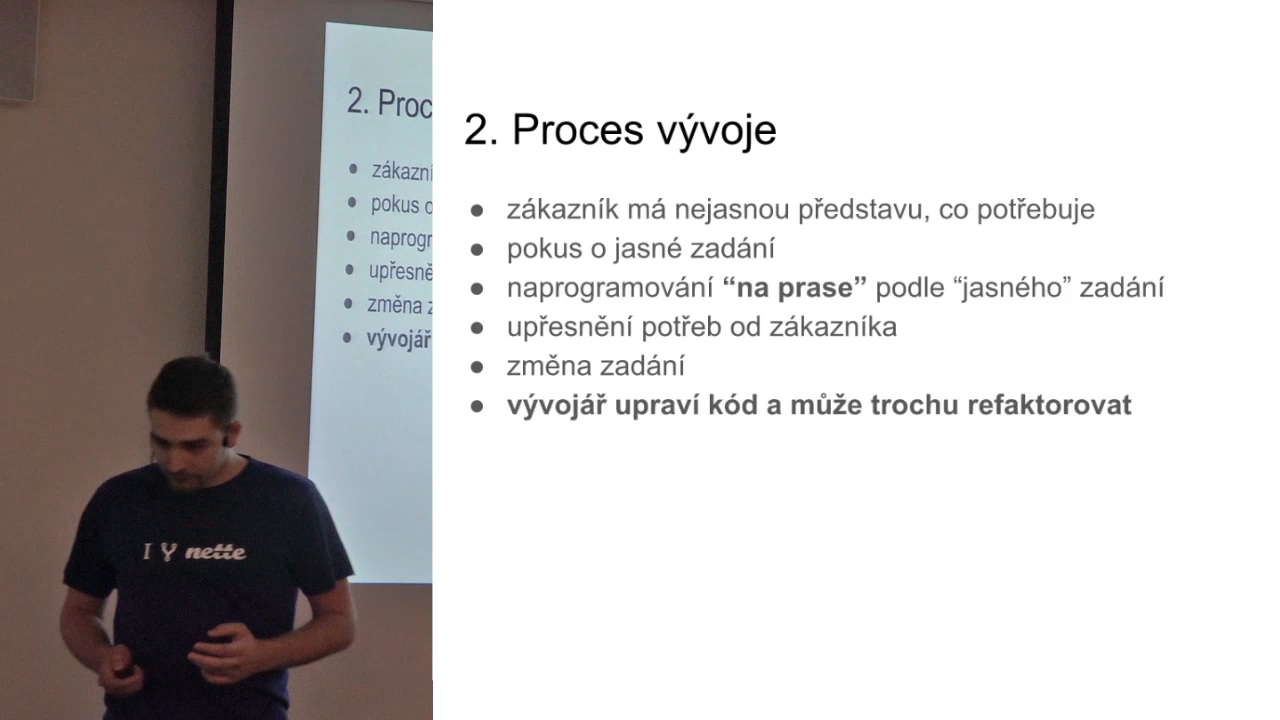 2. Proc
zákazní
pokus o
naprogr
upřesně
změna z
vývojář
I nette
2. Proces vývoje
● zákazník má nejasnou představu, co potřebuje
● pokus o jasné zadání
● naprogramování “na prase” podle “jasného” zadání
● upřesnění potřeb od zákazníka
● změna zadání
● vývojář upraví kód a může trochu refaktorovat